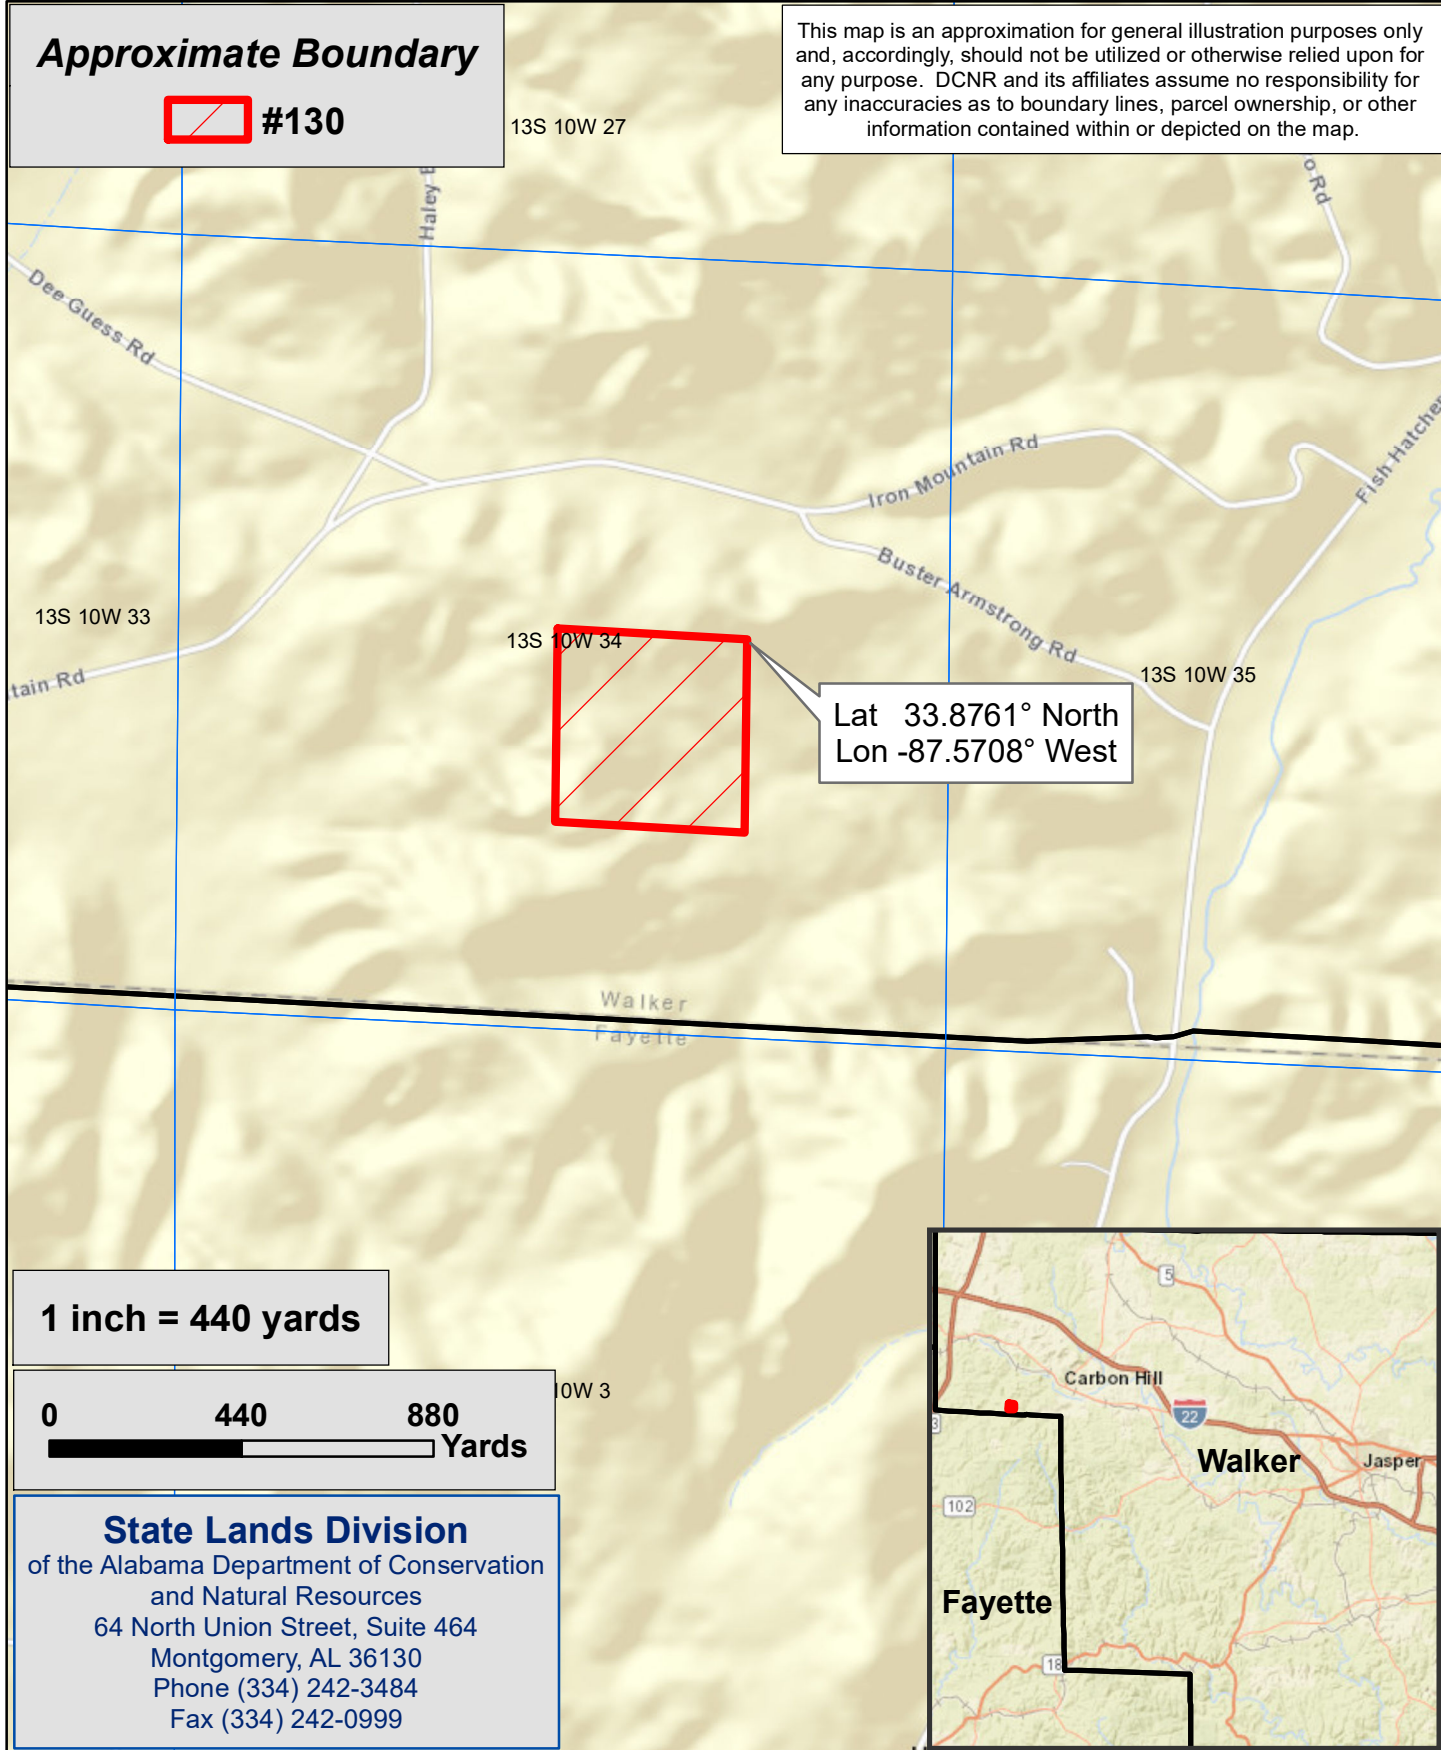 Approximate Boundary
#130
This map is an approximation for general illustration purposes only
and, accordingly, should not be utilized or otherwise relied upon for
any purpose. DCNR and its affiliates assume no responsibility for
any inaccuracies as to boundary lines, parcel ownership, or other
information contained within or depicted on the map.
13S 10W 27
Haley
o Rd
Dee Guess Rd
Iron Mountain Rd
Fish Hatcher
Buster Armstrong Rd
13S 10W 33
13S 10W 34
13S 10W 35
tain Rd
Lat 33.8761° North
Lon -87.5708° West
Walker
Fayette
1 inch = 440 yards
10W 3
0 440 880
Yards
State Lands Division
of the Alabama Department of Conservation
and Natural Resources
64 North Union Street, Suite 464
Montgomery, AL 36130
Phone (334) 242-3484
Fax (334) 242-0999
5
Carbon Hill
22
3
Walker
Jasper
102
Fayette
18